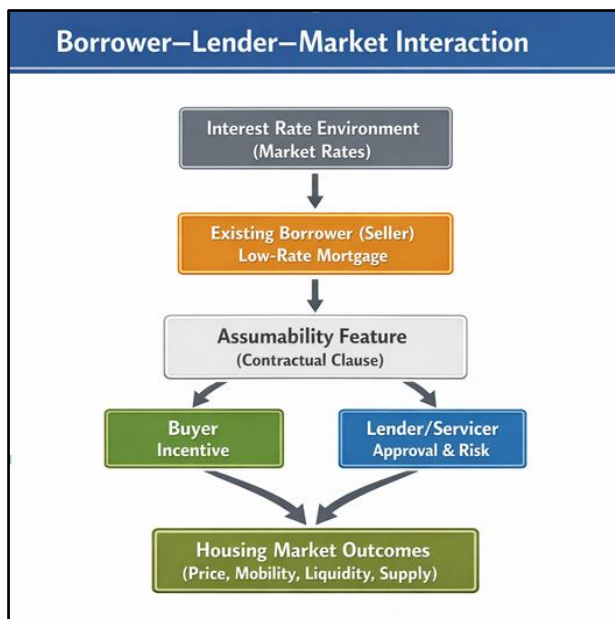 Borrower–Lender–Market Interaction
Interest Rate Environment
(Market Rates)
Existing Borrower (Seller)
Low-Rate Mortgage
Assumability Feature
(Contractual Clause)
Buyer
Incentive
Lender/Servicer
Approval & Risk
Housing Market Outcomes
(Price, Mobility, Liquidity, Supply)